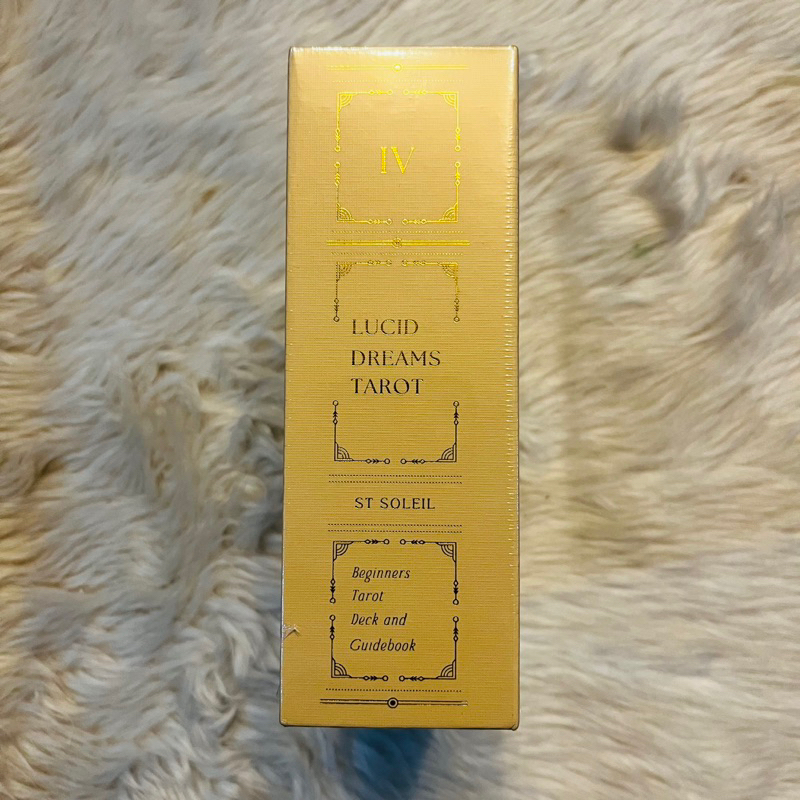 IV
LUCID
DREAMS
TAROT
ST SOLEIL
Beginners
Tarot
Deck and
Guidebook